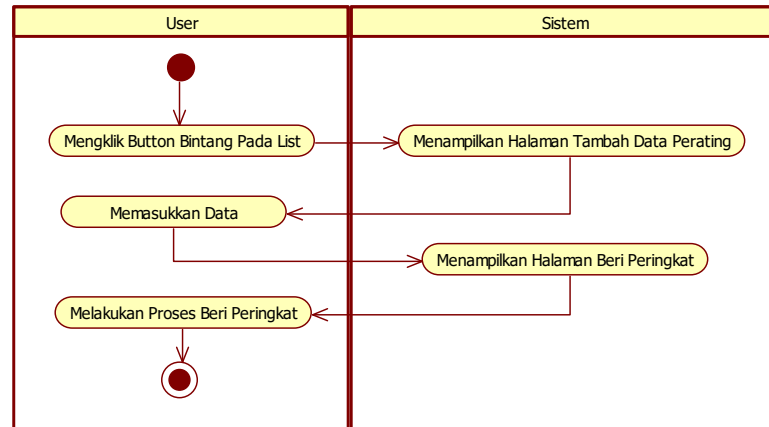 User
Sistem
Mengklik Button Bintang Pada List
Menampilkan Halaman Tambah Data Perating
Memasukkan Data
Menampilkan Halaman Beri Peringkat
Melakukan Proses Beri Peringkat